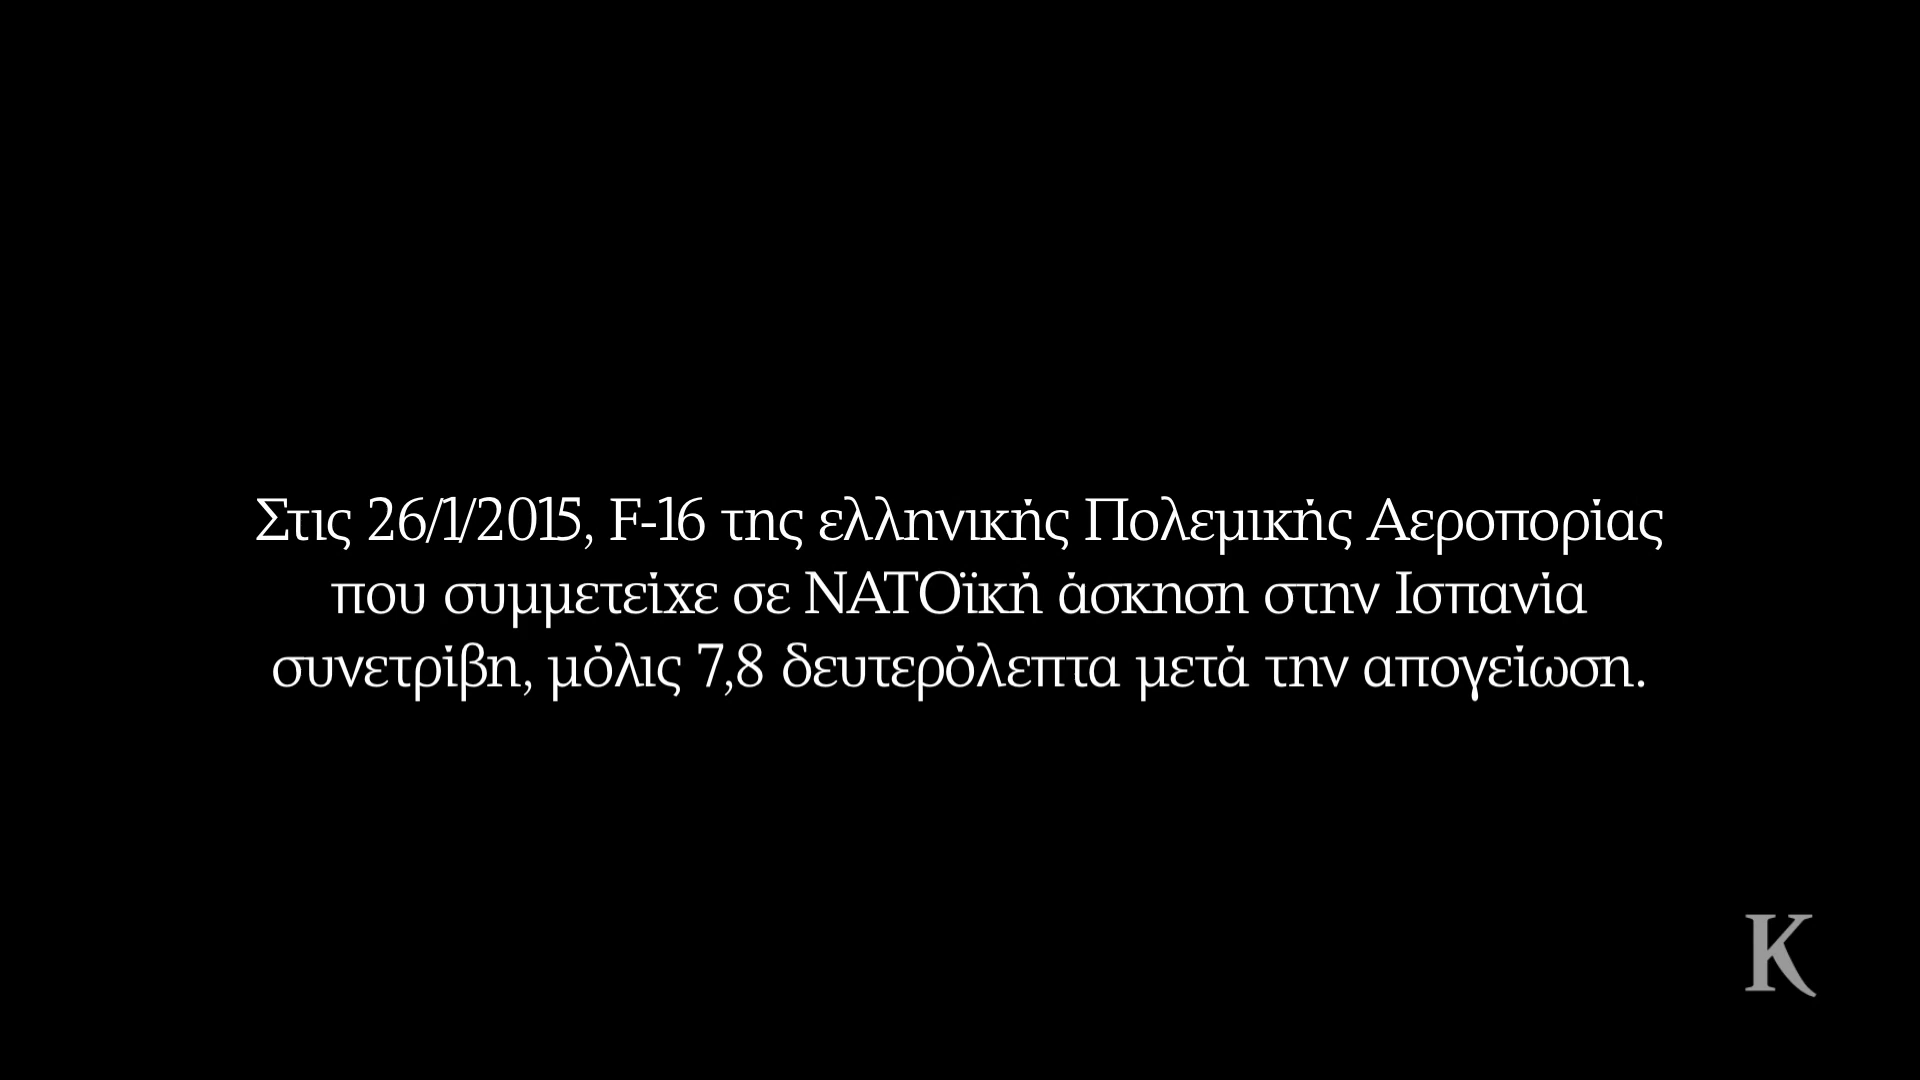 Στις 26/1/2015, F-16 της ελληνικής Πολεμικής Αεροπορίας
που συμμετείχε σε ΝΑΤΟϊκή άσκηση στην Ισπανία
συνετρίβη, μόλις 7,8 δευτερόλεπτα μετά την απογείωση.
K